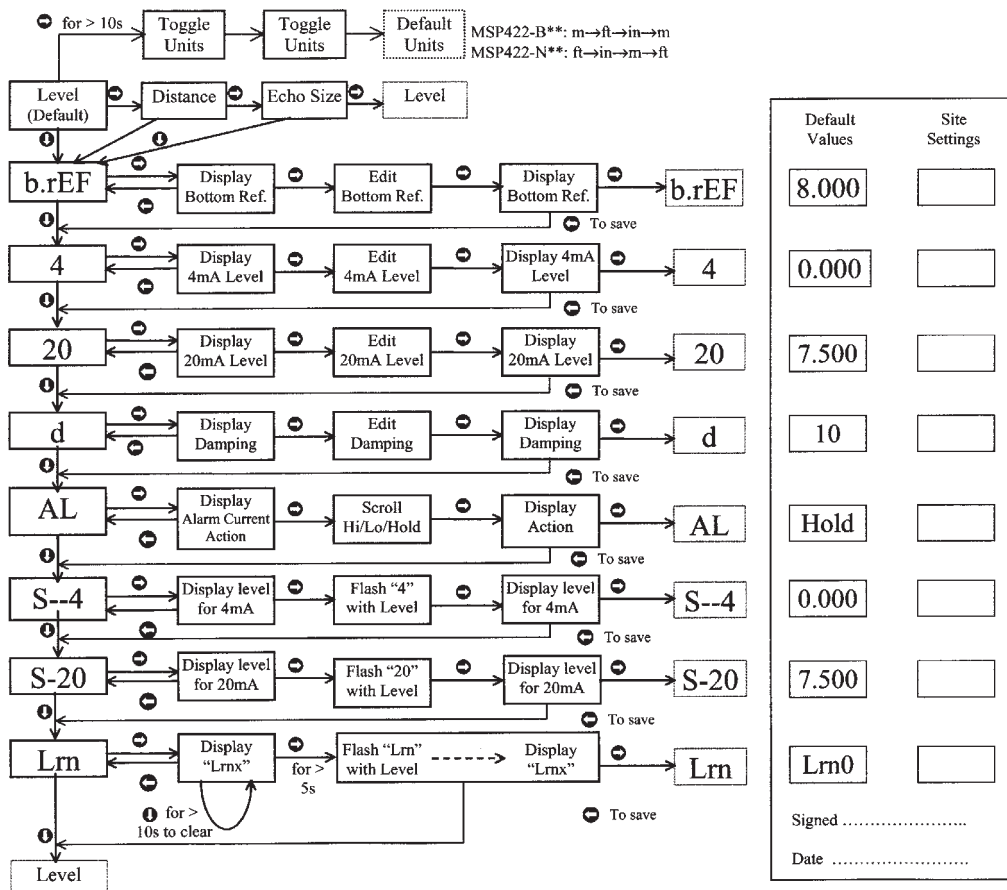 for > 10s
Toggle
Units
Toggle
Units
Default
Units
MSP422-B**: m→ft→in→m
MSP422-N**: ft→in→m→ft
Level
(Default)
Distance
Echo Size
Level
Default
Values
Site
Settings
b.rEF
Display
Bottom Ref.
Edit
Bottom Ref.
Display
Bottom Ref.
b.rEF
8.000
To save
4
Display
4mA Level
Edit
4mA Level
Display 4mA
Level
4
0.000
To save
20
Display
20mA Level
Edit
20mA Level
Display
20mA Level
20
7.500
To save
d
Display
Damping
Edit
Damping
Display
Damping
d
10
To save
AL
Display
Alarm Current
Action
Scroll
Hi/Lo/Hold
Display
Action
AL
Hold
To save
S--4
Display level
for 4mA
Flash “4”
with Level
Display level
for 4mA
S--4
0.000
To save
S-20
Display level
for 20mA
Flash “20”
with Level
Display level
for 20mA
S-20
7.500
To save
Lrn
Display
“Lrnx”
for >
5s
Flash “Lrn”
with Level
Display
“Lrnx”
Lrn
Lrn0
for >
10s to clear
To save
Signed ........................
Date ........................
Level